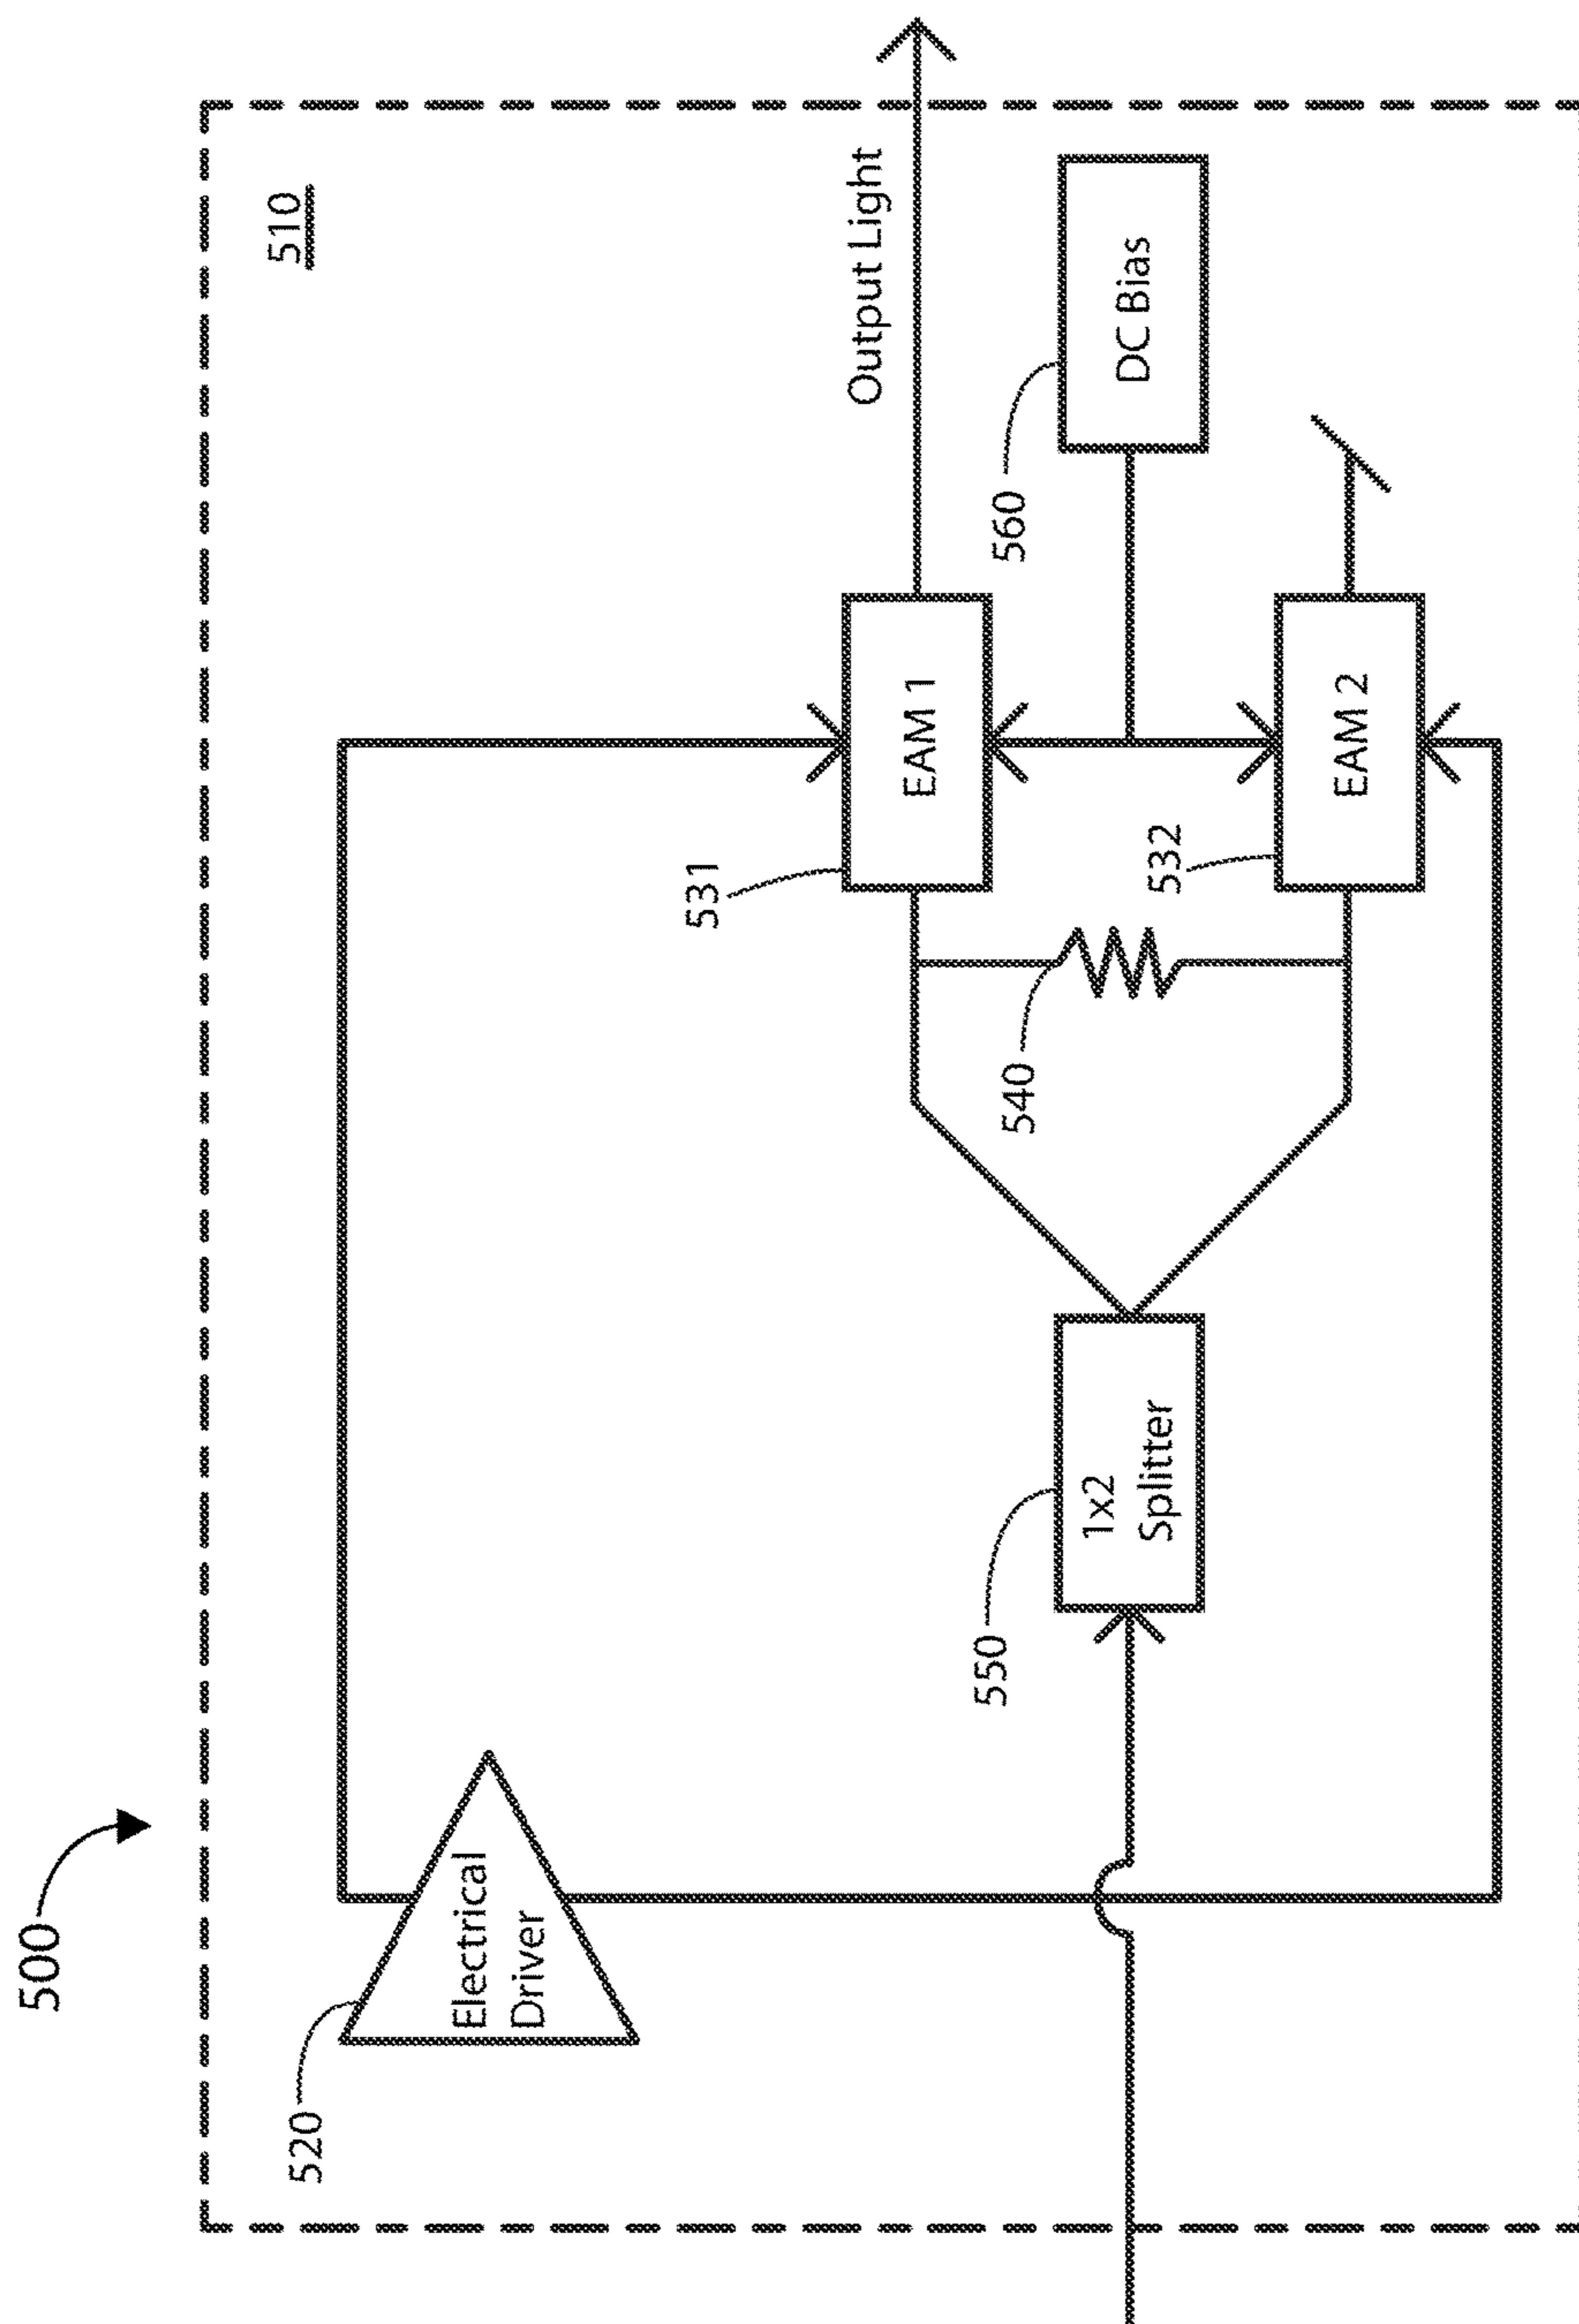 500
510
520
Electrical
Driver
531
EAM 1
Output Light
540
560
DC Bias
550
1x2
Splitter
532
EAM 2